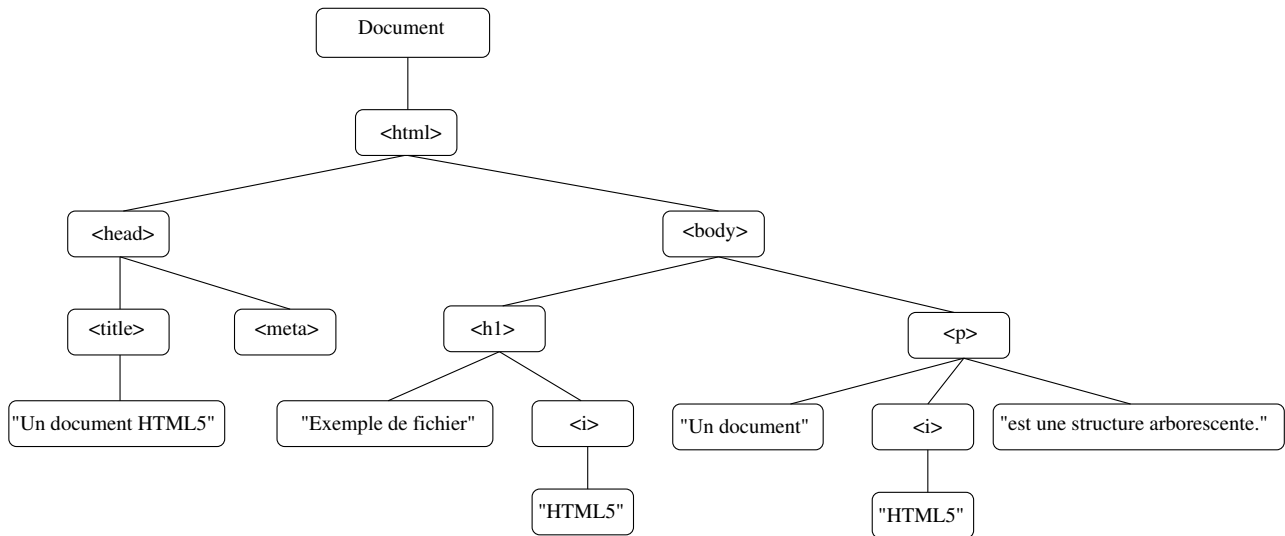 Document
<html>
<head>
<body>
<title>
<meta>
<h1>
<p>
"Un document HTML5"
"Exemple de fichier"
<i>
"Un document"
<i>
"est une structure arborescente."
"HTML5"
"HTML5"